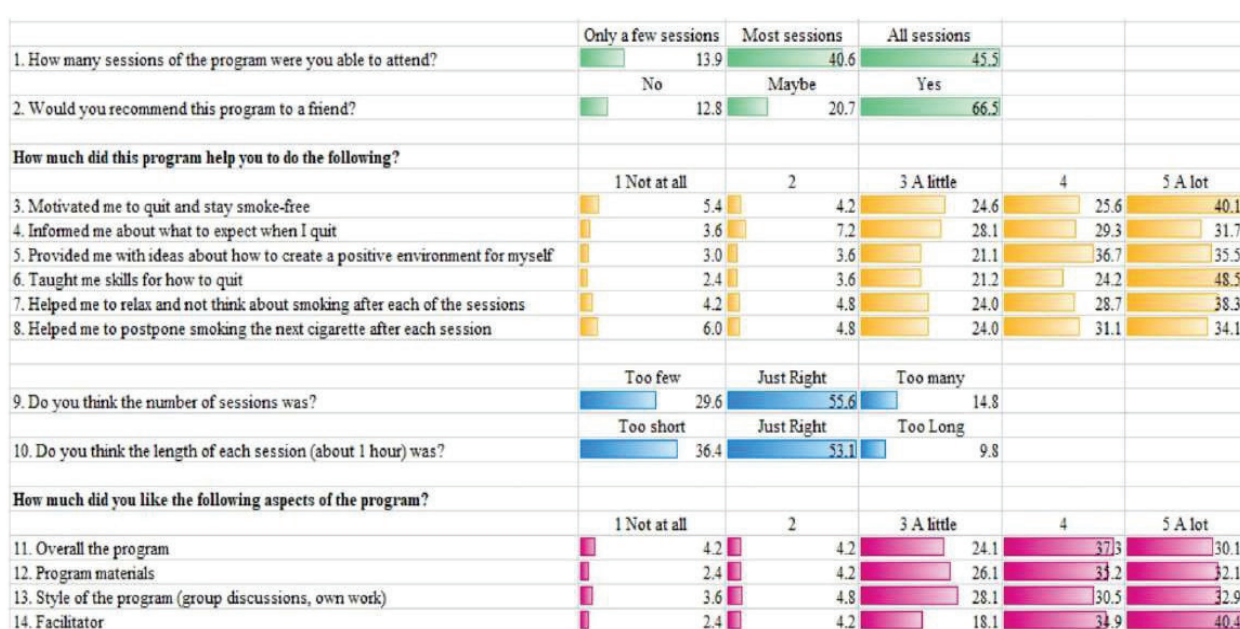 Only a few sessions Most sessions All sessions
1. How many sessions of the program were you able to attend? 13.9 40.6 45.5
No Maybe Yes
2. Would you recommend this program to a friend? 12.8 20.7 66.5
How much did this program help you to do the following?
1 Not at all 2 3 A little 4 5 A lot
3. Motivated me to quit and stay smoke-free 5.4 4.2 24.6 25.6 40.1
4. Informed me about what to expect when I quit 3.6 7.2 28.1 29.3 31.7
5. Provided me with ideas about how to create a positive environment for myself 3.0 3.6 21.1 36.7 35.5
6. Taught me skills for how to quit 2.4 3.6 21.2 24.2 48.5
7. Helped me to relax and not think about smoking after each of the sessions 4.2 4.8 24.0 28.7 38.3
8. Helped me to postpone smoking the next cigarette after each session 6.0 4.8 24.0 31.1 34.1
Too few Just Right Too many
9. Do you think the number of sessions was? 29.6 55.6 14.8
Too short Just Right Too Long
10. Do you think the length of each session (about 1 hour) was? 36.4 53.1 9.8
How much did you like the following aspects of the program?
1 Not at all 2 3 A little 4 5 A lot
11. Overall the program 4.2 4.2 24.1 37.3 30.1
12. Program materials 2.4 4.2 26.1 35.2 32.1
13. Style of the program (group discussions, own work) 3.6 4.8 28.1 30.5 32.9
14. Facilitator 2.4 4.2 18.1 34.9 40.4